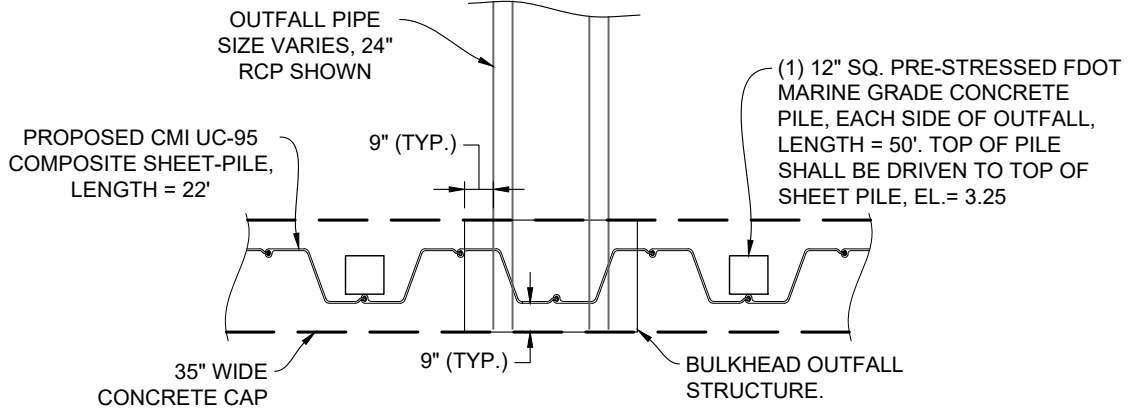 OUTFALL PIPE
SIZE VARIES, 24"
RCP SHOWN
(1) 12" SQ. PRE-STRESSED FDOT
MARINE GRADE CONCRETE
PILE, EACH SIDE OF OUTFALL,
LENGTH = 50'. TOP OF PILE
SHALL BE DRIVEN TO TOP OF
SHEET PILE, EL.= 3.25
PROPOSED CMI UC-95
COMPOSITE SHEET-PILE,
LENGTH = 22'
9" (TYP.)
9" (TYP.)
35" WIDE
CONCRETE CAP
BULKHEAD OUTFALL
STRUCTURE.